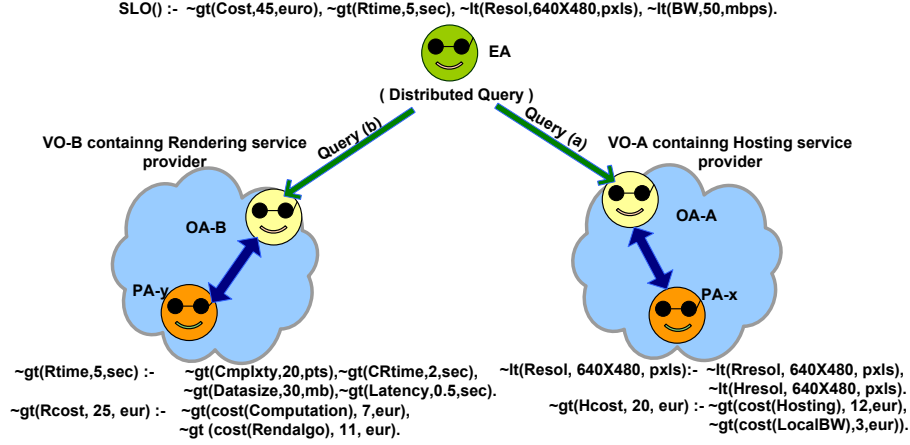 SLO() :- ~gt(Cost,45,euro), ~gt(Rtime,5,sec), ~lt(Resol,640X480,pxls), ~lt(BW,50,mbps).
EA
( Distributed Query )
Query (b)
Query (a)
VO-B containng Rendering service
provider
VO-A containng Hosting service
provider
OA-B
OA-A
PA-y
PA-x
~gt(Rtime,5,sec) :- ~gt(Cmplxty,20,pts),~gt(CRtime,2,sec),
~gt(Datasize,30,mb),~gt(Latency,0.5,sec).
~gt(Rcost, 25, eur) :- ~gt(cost(Computation), 7,eur),
~gt (cost(Rendalgo), 11, eur).
~lt(Resol, 640X480, pxls):- ~lt(Rresol, 640X480, pxls),
~lt(Hresol, 640X480, pxls).
~gt(Hcost, 20, eur) :- ~gt(cost(Hosting), 12,eur),
~gt(cost(LocalBW),3,eur)).